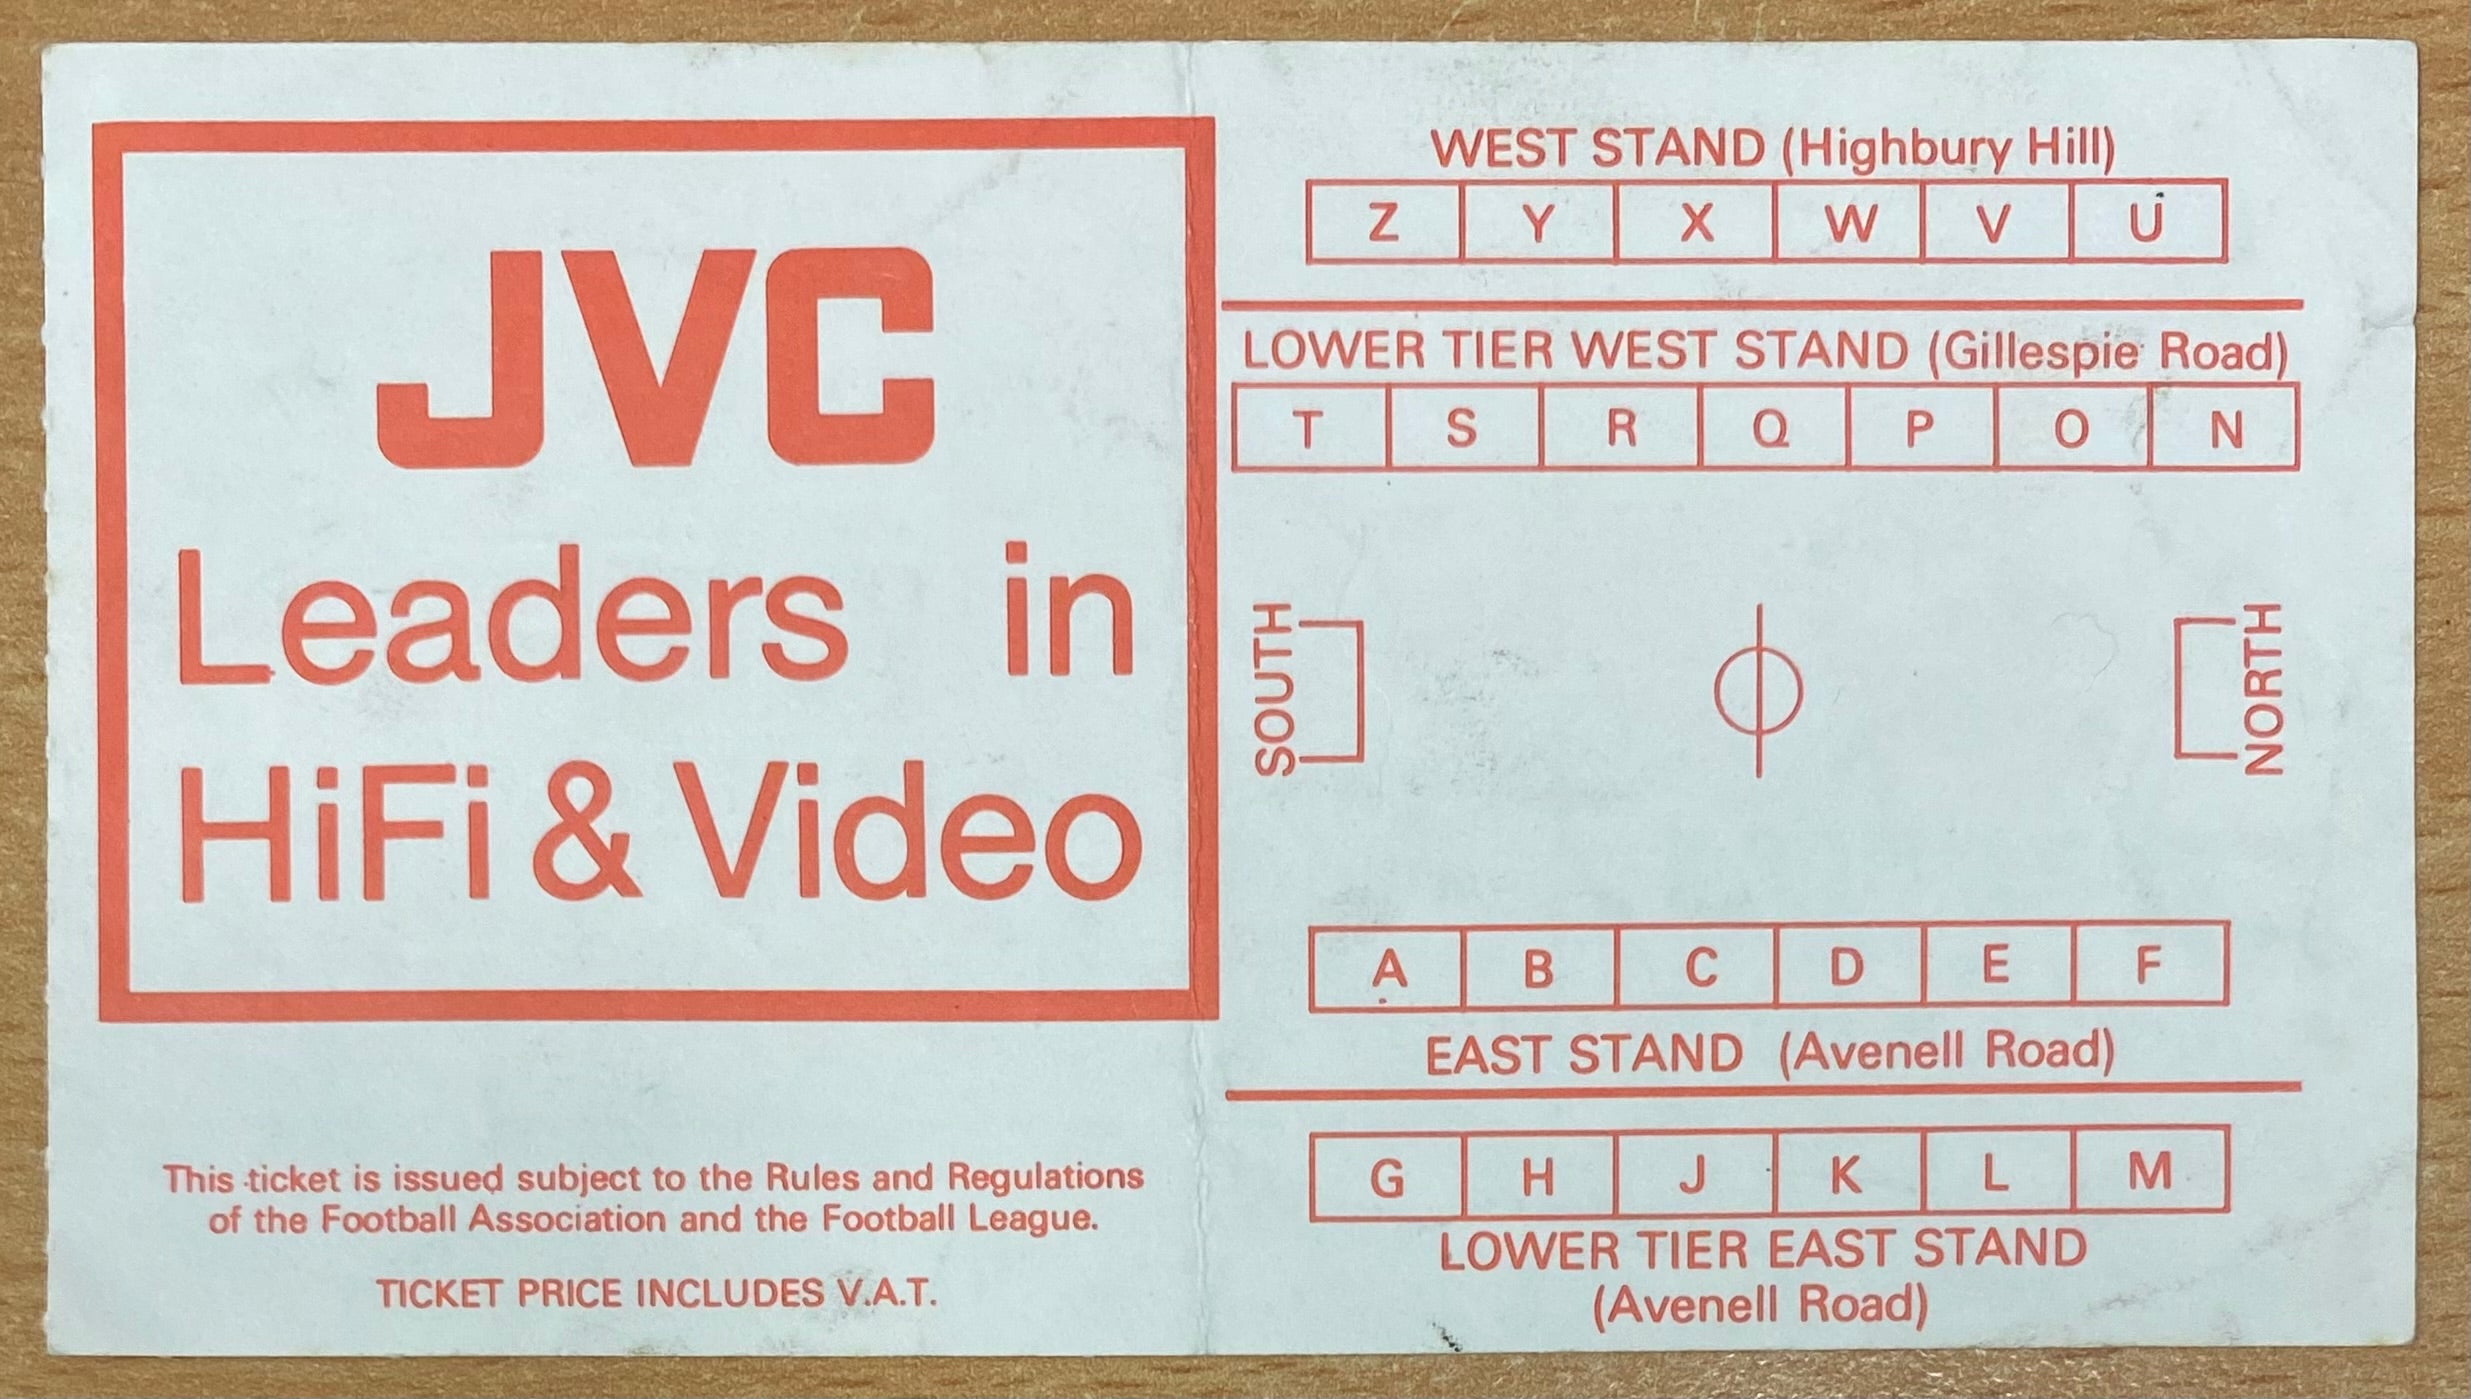 JVC
Leaders in
HiFi & Video
This ticket is issued subject to the Rules and Regulations
of the Football Association and the Football League.
TICKET PRICE INCLUDES V.A.T.
WEST STAND (Highbury Hill)
Z Y X W V U
LOWER TIER WEST STAND (Gillespie Road)
T S R Q P O N
SOUTH
NORTH
A B C D E F
EAST STAND (Avenell Road)
G H J K L M
LOWER TIER EAST STAND
(Avenell Road)